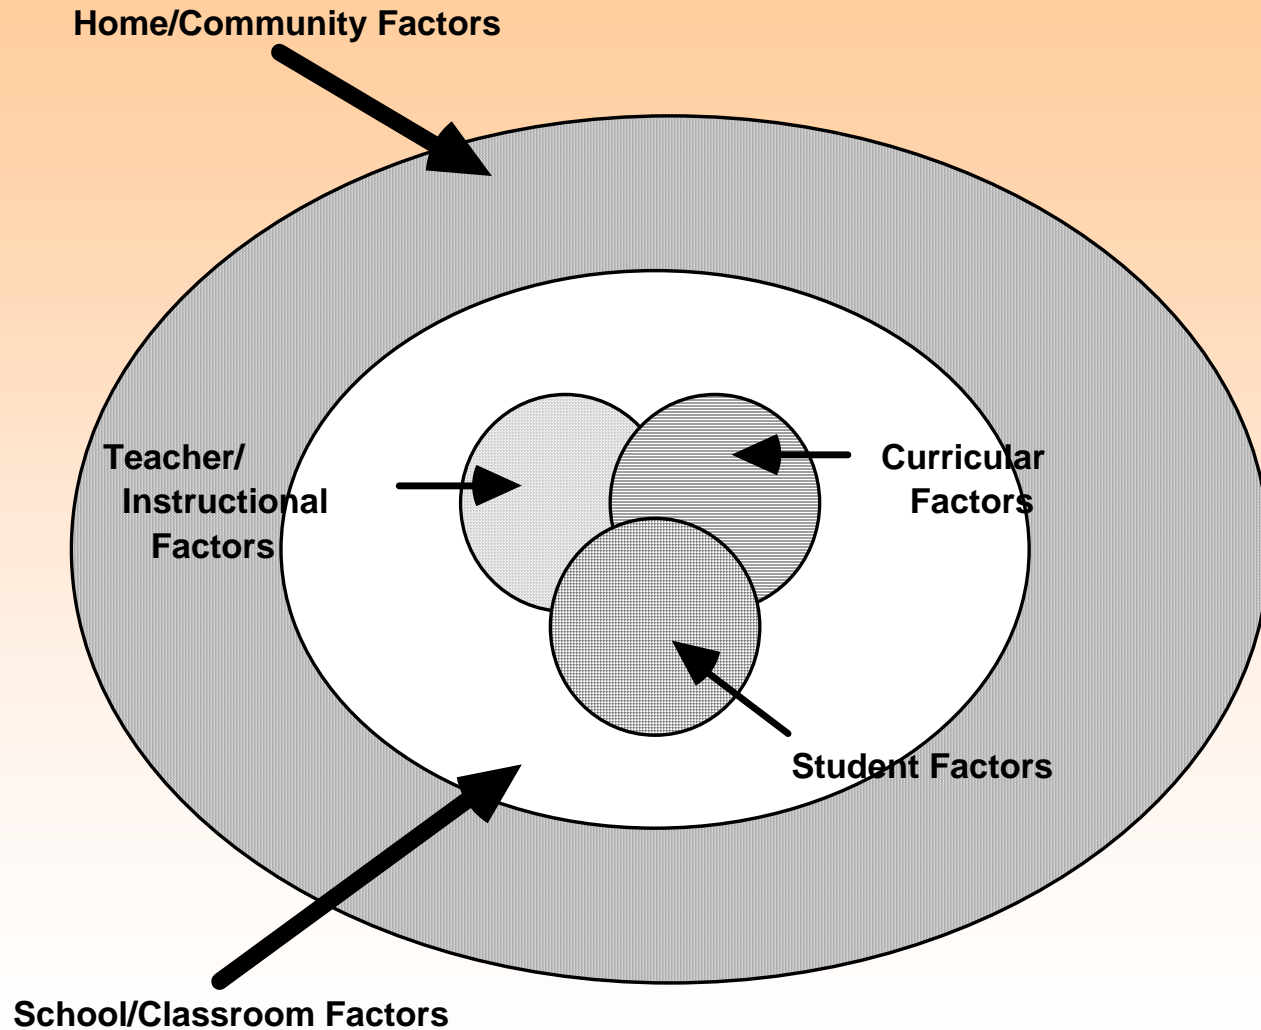 Home/Community Factors
Teacher/
Instructional
Factors
Curricular
Factors
Student Factors
School/Classroom Factors